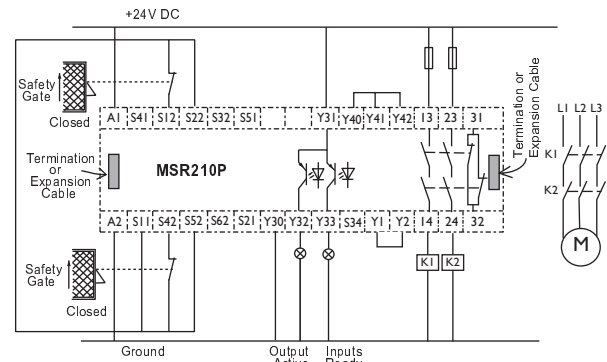 +24V DC
Safety
Gate
Closed
A1 S41 S12 S22 S32 S51 Y31 Y40 Y41 Y42 13 23 31
Termination or
Expansion Cable
L1 L2 L3
K1
K2
M
Termination
or
Expansion
Cable
MSR210P
A2 S11 S42 S52 S62 S21 Y30 Y32 Y33 S34 Y1 Y2 14 24 32
K1 K2
Safety
Gate
Closed
Ground
Output
Active
Inputs
Ready